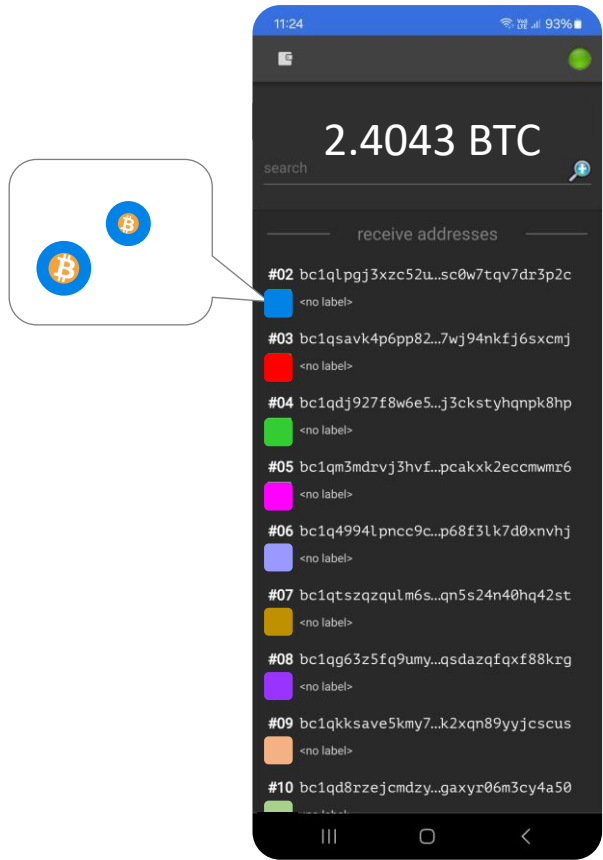 11:24 Vo) LTE 93%
2.4043 BTC
search
receive addresses
#02 bc1qlpgj3xzc52u…sc0w7tqv7dr3p2c
<no label>
#03 bc1qsavk4p6pp82…7wj94nkfj6sxcmj
<no label>
#04 bc1qdj927f8w6e5…j3ckstyhqnpk8hp
<no label>
#05 bc1qm3mdrvj3hvf…pcakxk2eccmwmr6
<no label>
#06 bc1q4994lpncc9c…p68f3lk7d0xnvhj
<no label>
#07 bc1qtszqzqulm6s…qn5s24n40hq42st
<no label>
#08 bc1qg63z5fq9umy…qsdazqfqxf88krg
<no label>
#09 bc1qkksave5kmy7…k2xqn89yyjcscus
<no label>
#10 bc1qd8rzejcmdzy…gaxyr06m3cy4a50